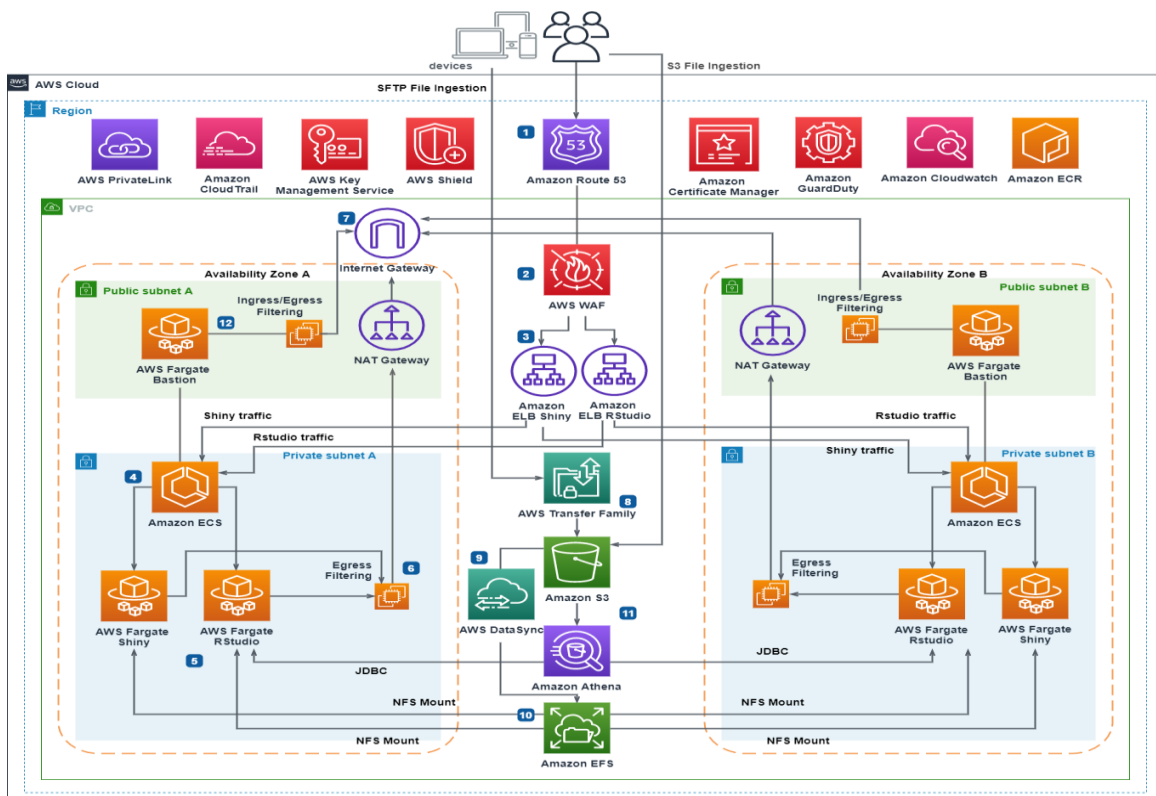 devices
S3 File Ingestion
aws
AWS Cloud
SFTP File Ingestion
Region
1
53
AWS PrivateLink
Amazon
CloudTrail
AWS Key
Management Service
AWS Shield
Amazon Route 53
Amazon
Certificate Manager
Amazon
GuardDuty
Amazon Cloudwatch
Amazon ECR
VPC
7
Internet Gateway
2
AWS WAF
Availability Zone A
Availability Zone B
Public subnet A
Public subnet B
Ingress/Egress
Filtering
12
AWS Fargate
Bastion
NAT Gateway
3
Amazon
ELB Shiny
Amazon
ELB RStudio
Ingress/Egress
Filtering
NAT Gateway
AWS Fargate
Bastion
Shiny traffic
Rstudio traffic
Rstudio traffic
Shiny traffic
Private subnet A
Private subnet B
4
Amazon ECS
8
AWS Transfer Family
Amazon ECS
Egress
Filtering
6
9
Amazon S3
Egress
Filtering
AWS Fargate
Shiny
AWS Fargate
RStudio
5
AWS DataSync
11
AWS Fargate
Rstudio
AWS Fargate
Shiny
JDBC
JDBC
Amazon Athena
NFS Mount
NFS Mount
10
NFS Mount
NFS Mount
Amazon EFS